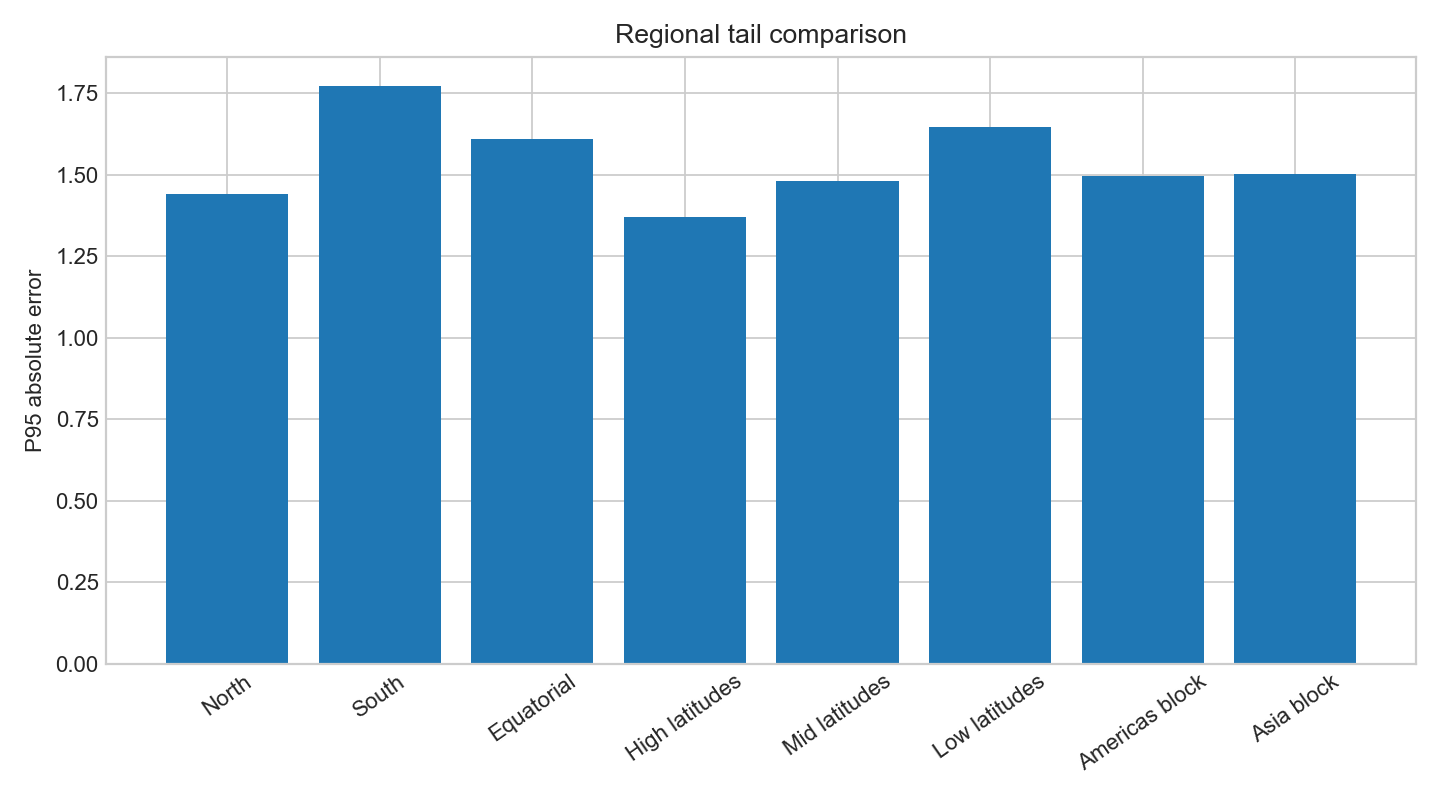 Regional tail comparison
P95 absolute error
1.75
1.50
1.25
1.00
0.75
0.50
0.25
0.00
North
South
Equatorial
High latitudes
Mid latitudes
Low latitudes
Americas block
Asia block